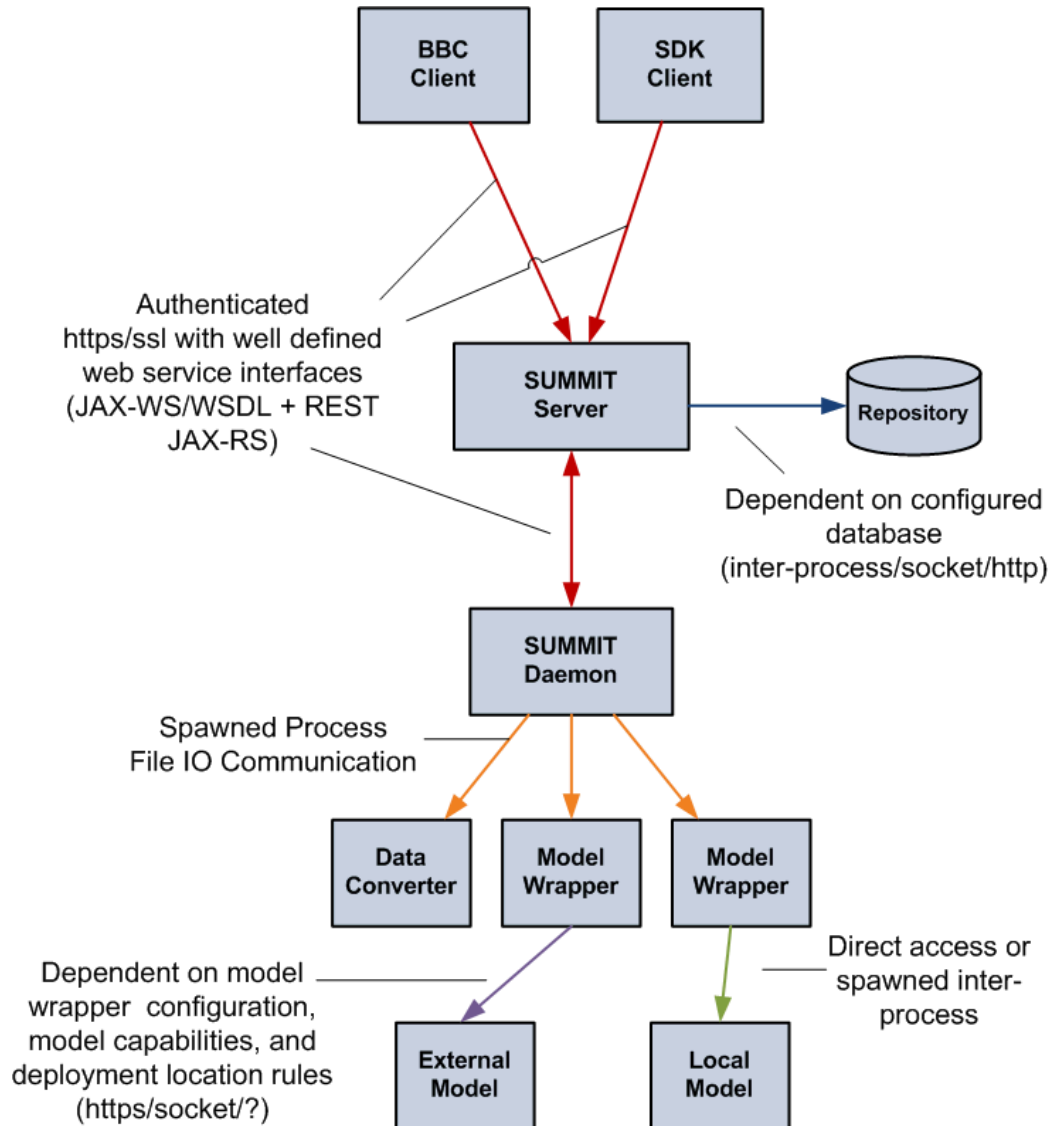 BBC
Client
SDK
Client
Authenticated
https/ssl with well defined
web service interfaces
(JAX-WS/WSDL + REST
JAX-RS)
SUMMIT
Server
Repository
Dependent on configured
database
(inter-process/socket/http)
SUMMIT
Daemon
Spawned Process
File IO Communication
Data
Converter
Model
Wrapper
Model
Wrapper
Dependent on model
wrapper configuration,
model capabilities, and
deployment location rules
(https/socket/?)
Direct access or
spawned inter-
process
External
Model
Local
Model